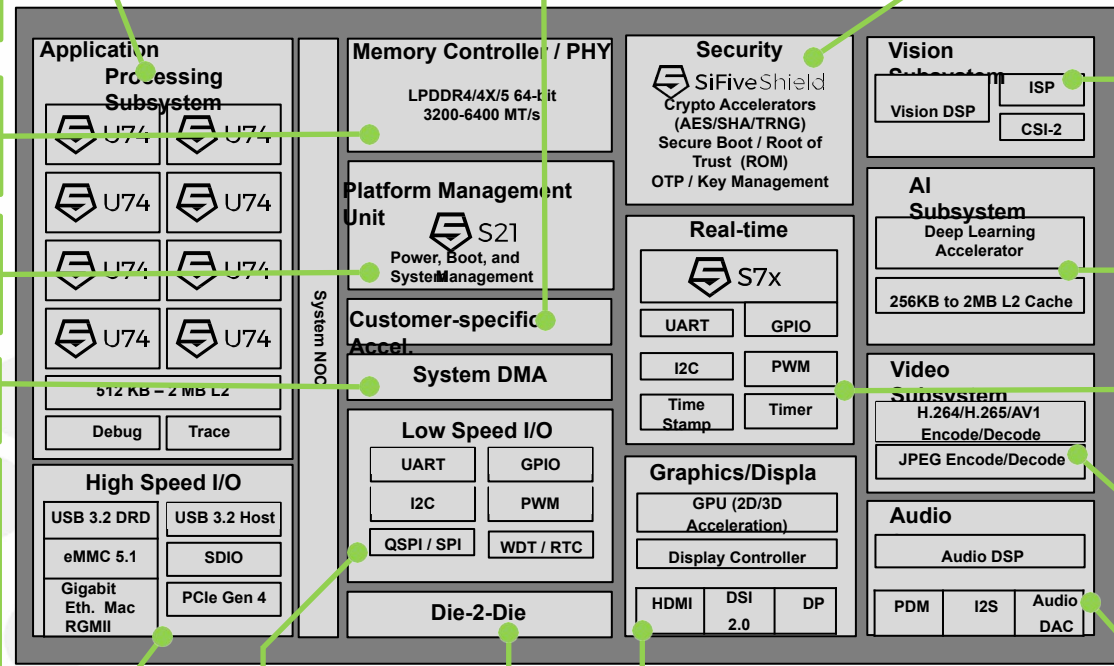 Application
Processing
Subsystem
U74
U74
U74
U74
U74
U74
U74
U74
512 KB – 2 MB L2
Debug
Trace
High Speed I/O
USB 3.2 DRD
USB 3.2 Host
eMMC 5.1
SDIO
Gigabit
Eth. Mac
RGMII
PCIe Gen 4
System NOC
Memory Controller / PHY
LPDDR4/4X/5 64-bit
3200-6400 MT/s
Platform Management
Unit
S21
Power, Boot, and
System Management
Customer-specific
Accel.
System DMA
Low Speed I/O
UART
GPIO
I2C
PWM
QSPI / SPI
WDT / RTC
Die-2-Die
Security
SiFive Shield
Crypto Accelerators
(AES/SHA/TRNG)
Secure Boot / Root of
Trust (ROM)
OTP / Key Management
Real-time
S7x
UART
GPIO
I2C
PWM
Time
Stamp
Timer
Graphics/Displa
GPU (2D/3D
Acceleration)
Display Controller
HDMI
DSI
2.0
DP
Vision
Subsystem
Vision DSP
ISP
CSI-2
AI
Subsystem
Deep Learning
Accelerator
256KB to 2MB L2 Cache
Video
Subsystem
H.264/H.265/AV1
Encode/Decode
JPEG Encode/Decode
Audio
Audio DSP
PDM
I2S
Audio
DAC